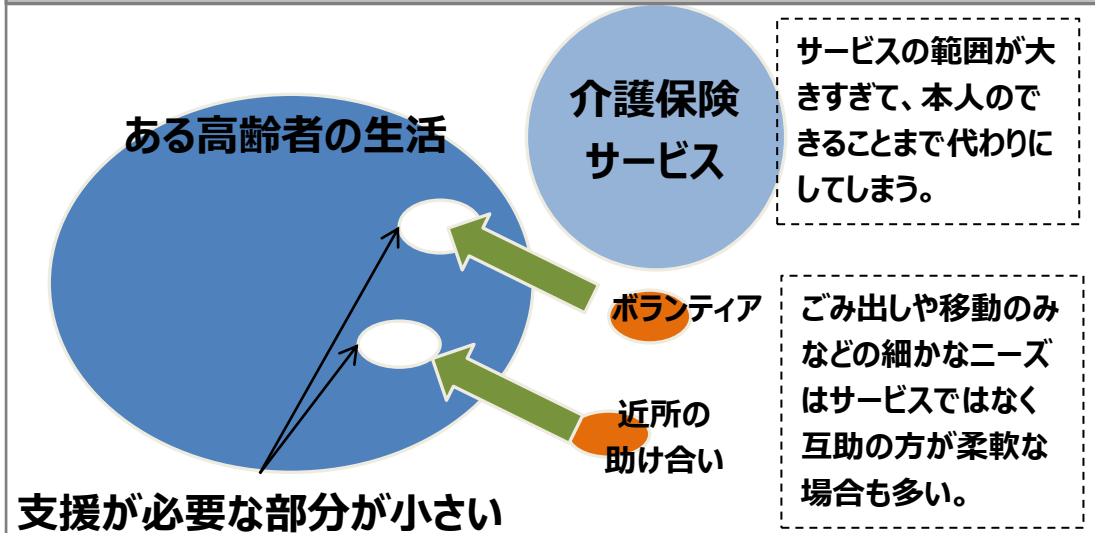 ある高齢者の生活
介護保険
サービス
サービスの範囲が大
きすぎて、本人ので
きることまで代わりに
してしまう。
ボランティア
近所の
助け合い
ごみ出しや移動のみ
などの細かなニーズ
はサービスではなく
互助の方が柔軟な
場合も多い。
支援が必要な部分が小さい